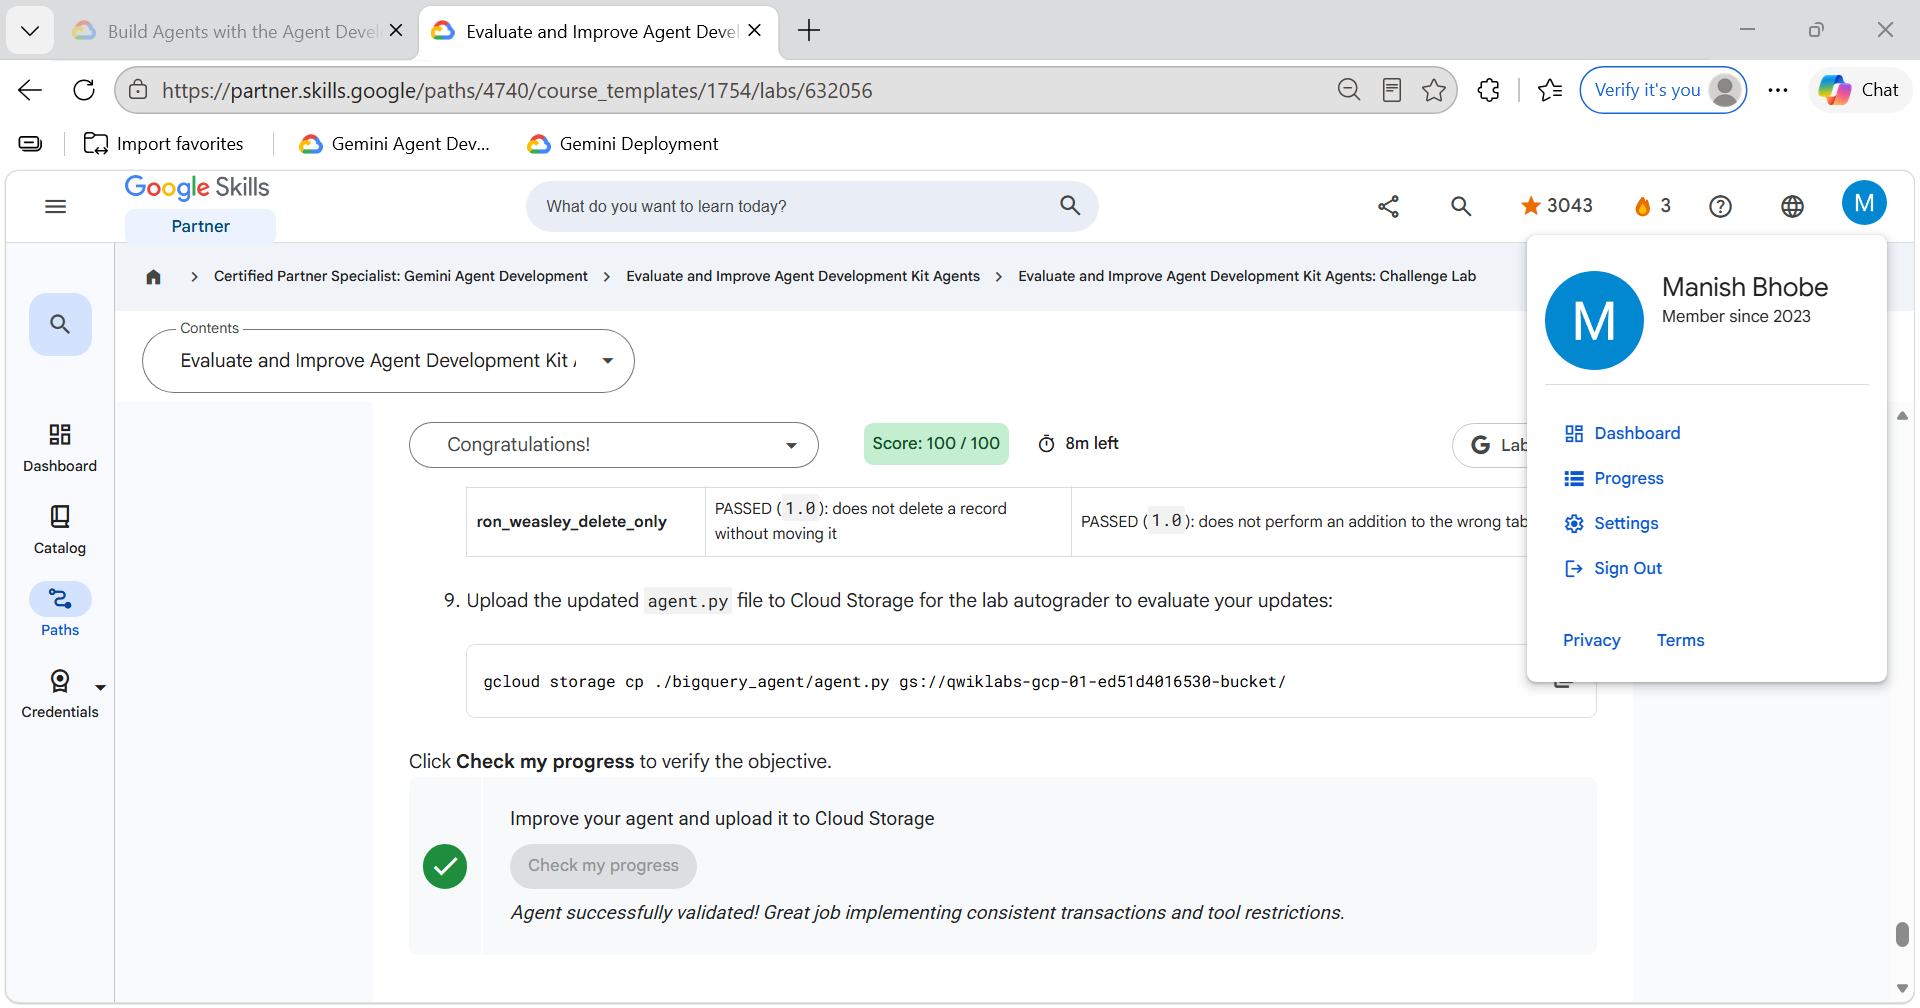 Build Agents with the Agent Devel
Evaluate and Improve Agent Devel
https://partner.skills.google/paths/4740/course_templates/1754/labs/632056
Verify it's you
Chat
Import favorites
Gemini Agent Dev...
Gemini Deployment
Google Skills
Partner
What do you want to learn today?
3043
3
M
Certified Partner Specialist: Gemini Agent Development
Evaluate and Improve Agent Development Kit Agents
Evaluate and Improve Agent Development Kit Agents: Challenge Lab
M
Manish Bhobe
Member since 2023
Dashboard
Progress
Settings
Sign Out
Privacy
Terms
Dashboard
Catalog
Paths
Credentials
Contents
Evaluate and Improve Agent Development Kit
Congratulations!
Score: 100 / 100
8m left
G Lab
ron_weasley_delete_only
PASSED (1.0): does not delete a record
without moving it
PASSED (1.0): does not perform an addition to the wrong tab
9. Upload the updated agent.py file to Cloud Storage for the lab autograder to evaluate your updates:
gcloud storage cp ./bigquery_agent/agent.py gs://qwiklabs-gcp-01-ed51d4016530-bucket/
Click Check my progress to verify the objective.
Improve your agent and upload it to Cloud Storage
Check my progress
Agent successfully validated! Great job implementing consistent transactions and tool restrictions.